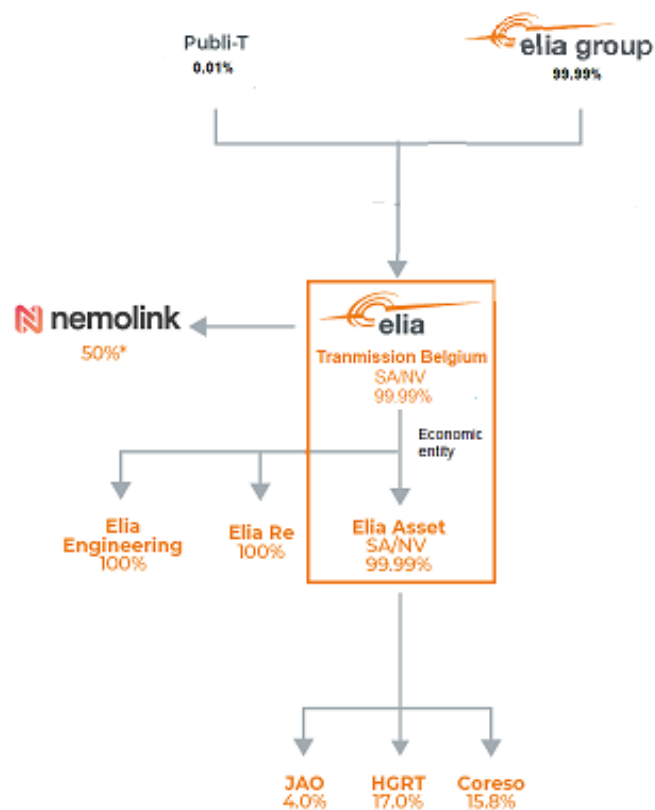 Publi-T
0.01%
elia group
99.99%
nemolink
50%*
elia
Tranmission Belgium
SA/NV
99.99%
Economic
entity
Elia
Engineering
100%
Elia Re
100%
Elia Asset
SA/NV
99.99%
JAO
4.0%
HGRT
17.0%
Coreso
15.8%